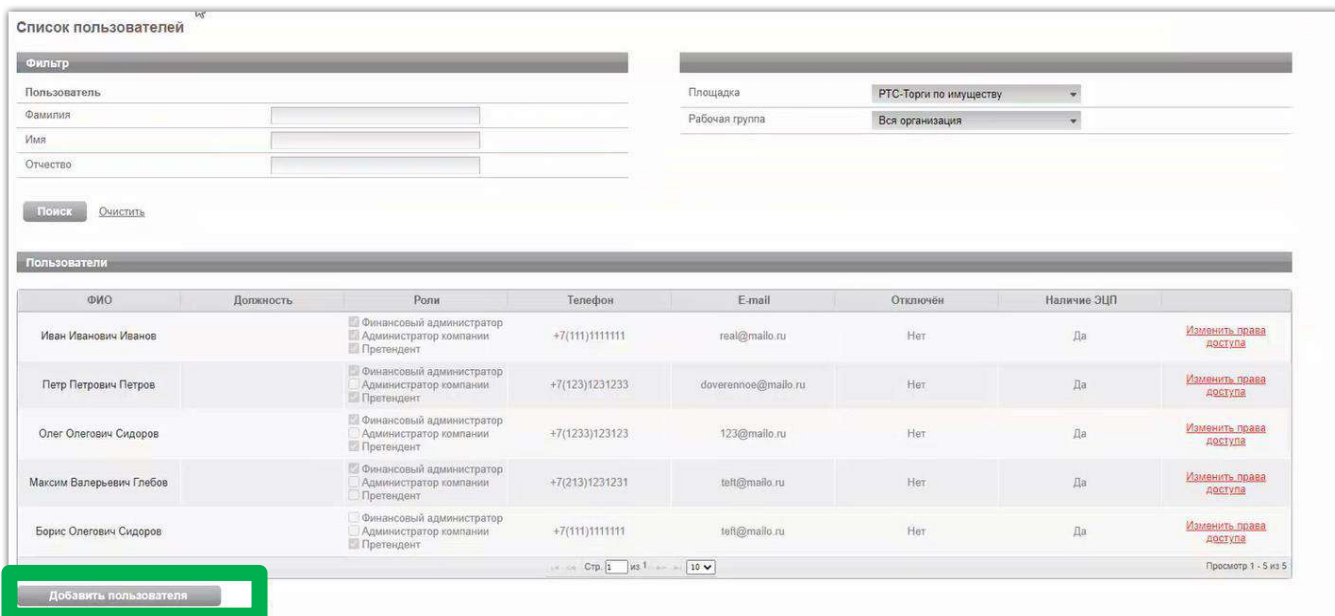 Список пользователей
Фильтр
Пользователь
Фамилия
Имя
Отчество
Площадка РТС-Торги по имуществу
Рабочая группа Вся организация
Поиск Очистить
Пользователи
ФИО Должность Роли Телефон E-mail Отключён Наличие ЭЦП
Финансовый администратор
Иван Иванович Иванов Администратор компании +7(111)1111111 real@mailo.ru Нет Да Изменить права доступа
Претендент
Финансовый администратор
Петр Петрович Петров Администратор компании +7(123)1231233 doverennoe@mailo.ru Нет Да Изменить права доступа
Претендент
Финансовый администратор
Олег Олегович Сидоров Администратор компании +7(1233)123123 123@mailo.ru Нет Да Изменить права доступа
Претендент
Финансовый администратор
Максим Валерьевич Глебов Администратор компании +7(213)1231231 teft@mailo.ru Нет Да Изменить права доступа
Претендент
Финансовый администратор
Борис Олегович Сидоров Администратор компании +7(111)1111111 teft@mailo.ru Нет Да Изменить права доступа
Претендент
Стр. 1 из 1 10 Просмотр 1 - 5 из 5
Добавить пользователя